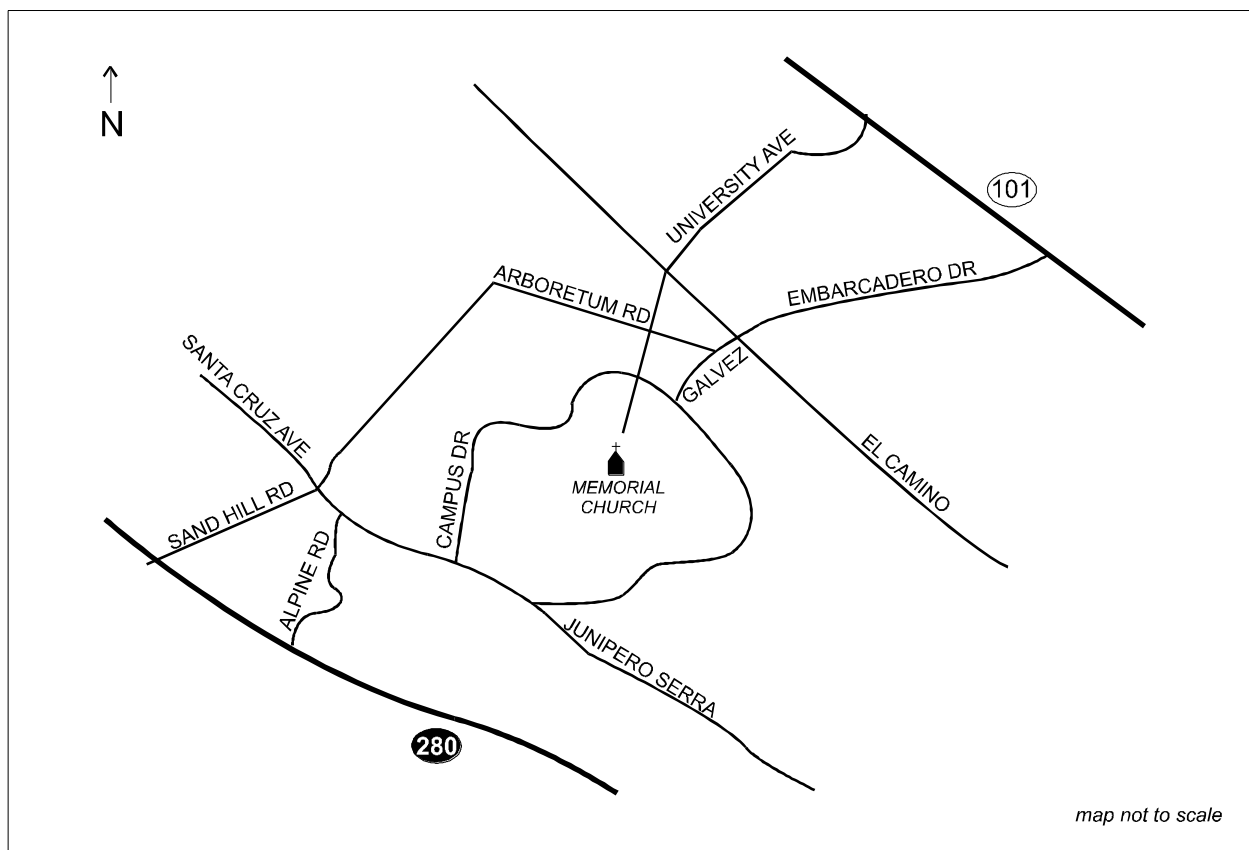 N
UNIVERSITY AVE
101
ARBORETUM RD
EMBARCADERO DR
SANTA CRUZ AVE
GALVEZ
EL CAMINO
CAMPUS DR
MEMORIAL
CHURCH
SAND HILL RD
ALPINE RD
JUNIPERO SERRA
280
map not to scale